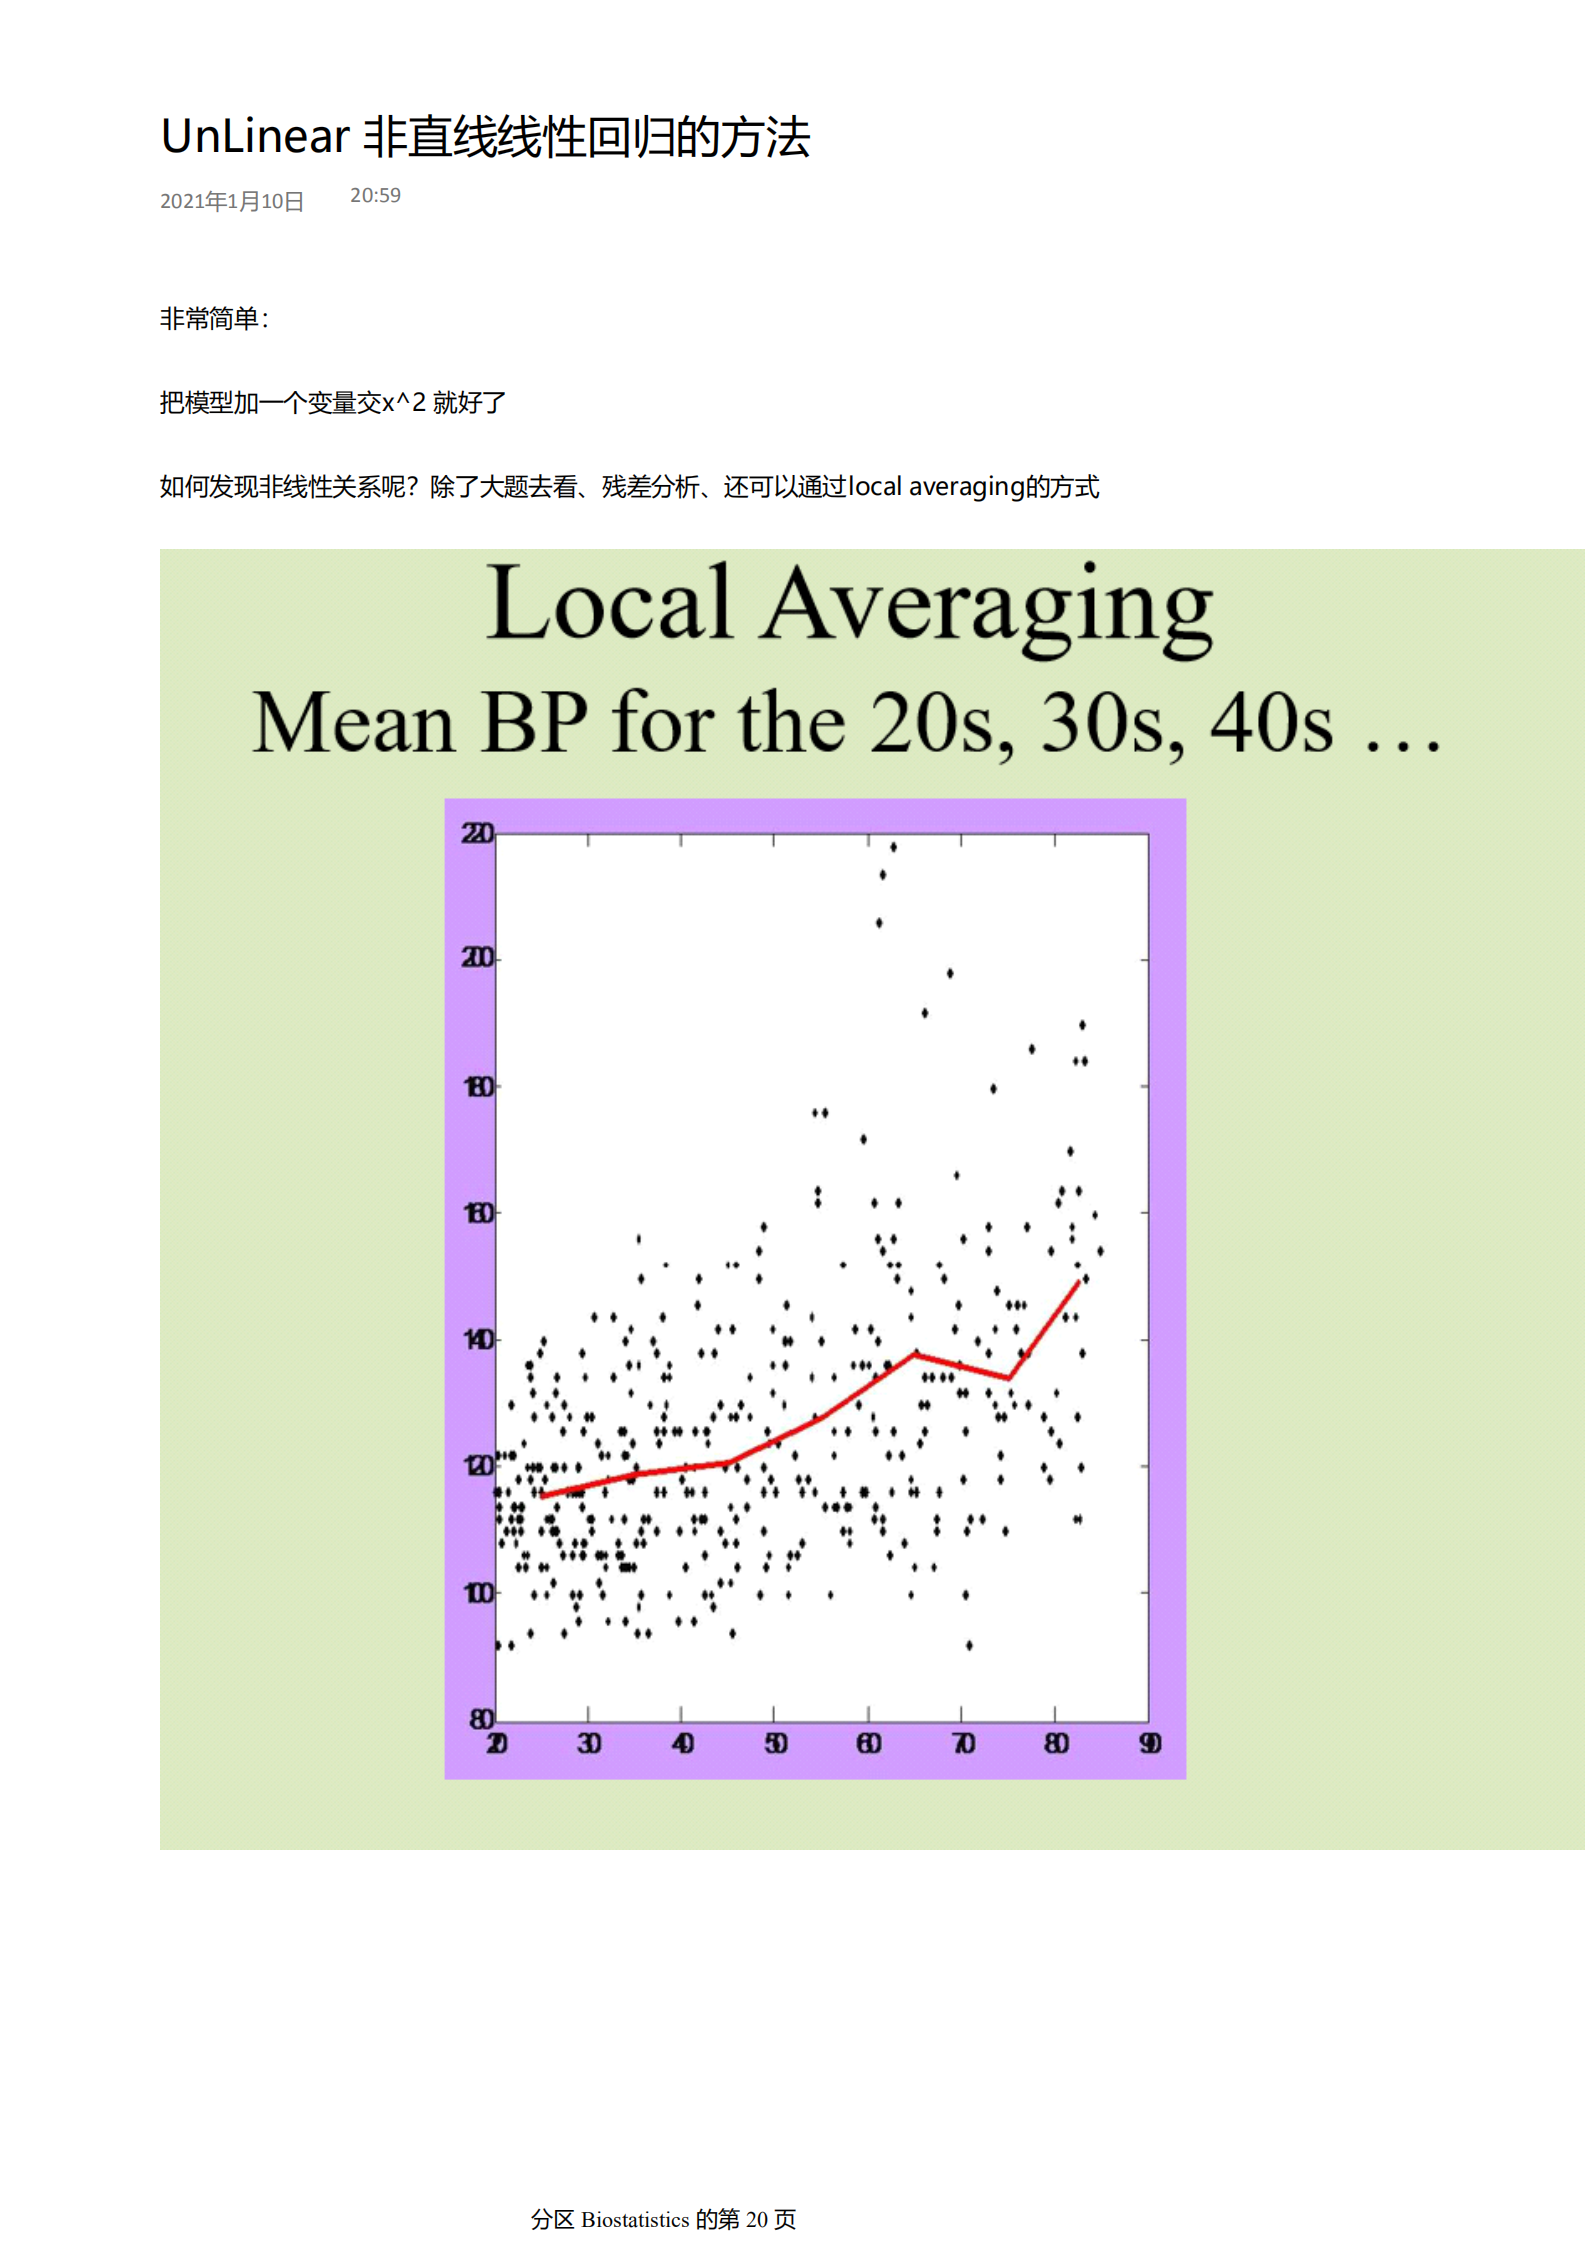 UnLinear 非直线线性回归的方法
2021年1月10日 20:59
非常简单：
把模型加一个变量交x^2 就好了
如何发现非线性关系呢？除了大题去看、残差分析、还可以通过local averaging的方式
Local Averaging
Mean BP for the 20s, 30s, 40s …
220
200
180
160
140
120
100
80
20 30 40 50 60 70 80 90
分区 Biostatistics 的第 20 页